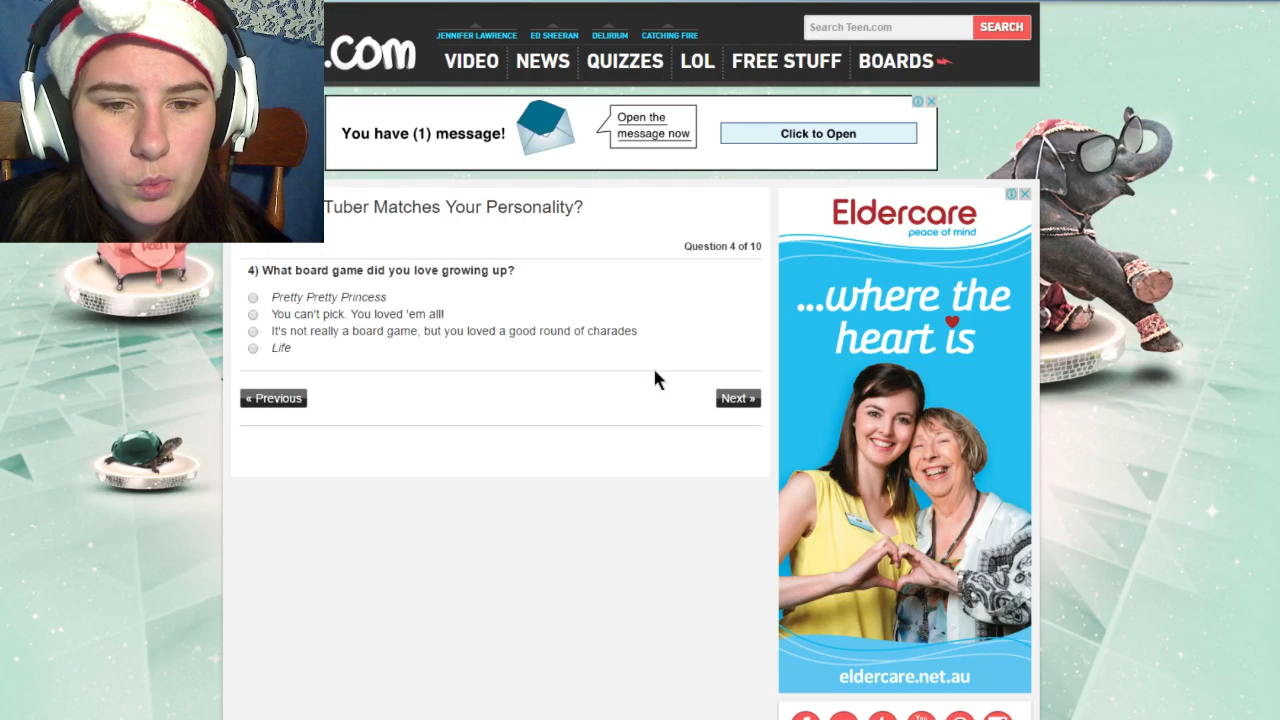 JENNIFER LAWRENCE ED SHEERAN DELIRIUM CATCHING FIRE
Search Teen.com SEARCH
.com
VIDEO NEWS QUIZZES LOL FREE STUFF BOARDS
You have (1) message!
Open the
message now
Click to Open
Tuber Matches Your Personality?
Question 4 of 10
4) What board game did you love growing up?
Pretty Pretty Princess
You can't pick. You loved 'em all!
It's not really a board game, but you loved a good round of charades
Life
« Previous
Next »
Eldercare
peace of mind
...where the
heart is
eldercare.net.au